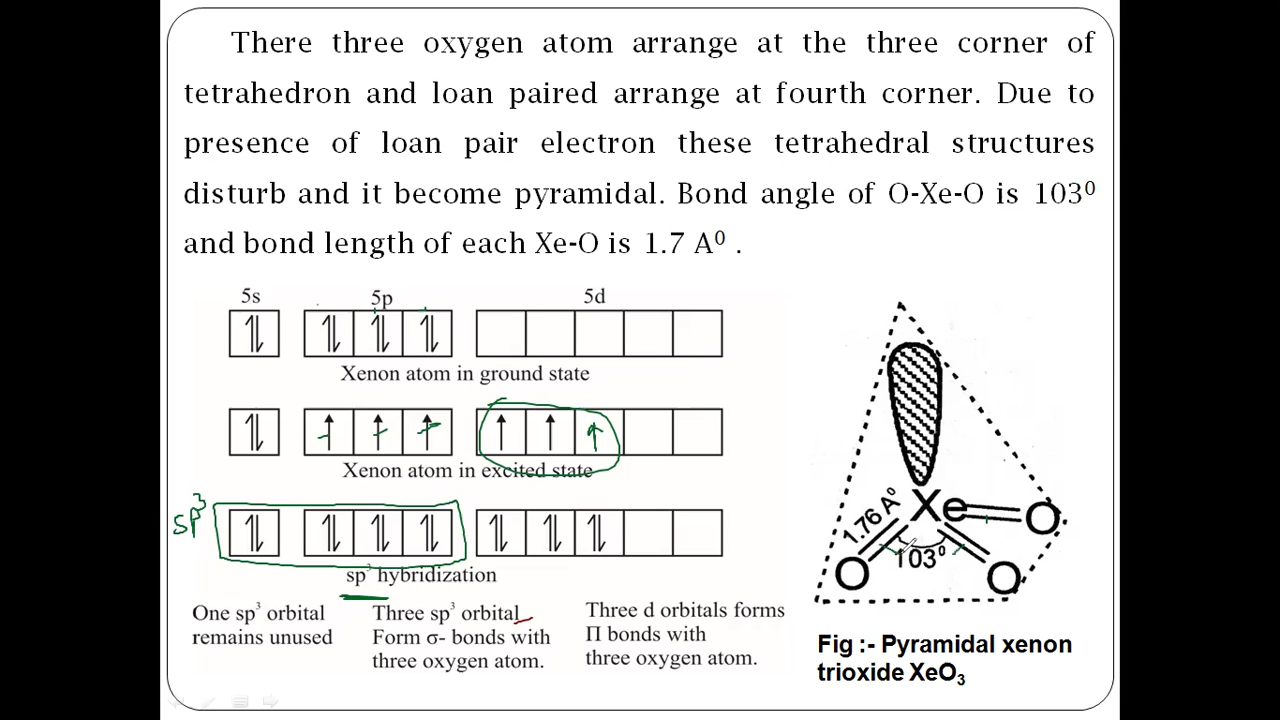 There three oxygen atom arrange at the three corner of
tetrahedron and loan paired arrange at fourth corner. Due to
presence of loan pair electron these tetrahedral structures
disturb and it become pyramidal. Bond angle of O-Xe-O is 103⁰
and bond length of each Xe-O is 1.7 A⁰ .
5s 5p 5d
Xenon atom in ground state
Xenon atom in excited state
sp³
sp³ hybridization
One sp³ orbital
remains unused
Three sp³ orbital
Form σ- bonds with
three oxygen atom.
Three d orbitals forms
Π bonds with
three oxygen atom.
Xe O
1.76 A⁰
103⁰
O O
Fig :- Pyramidal xenon
trioxide XeO₃